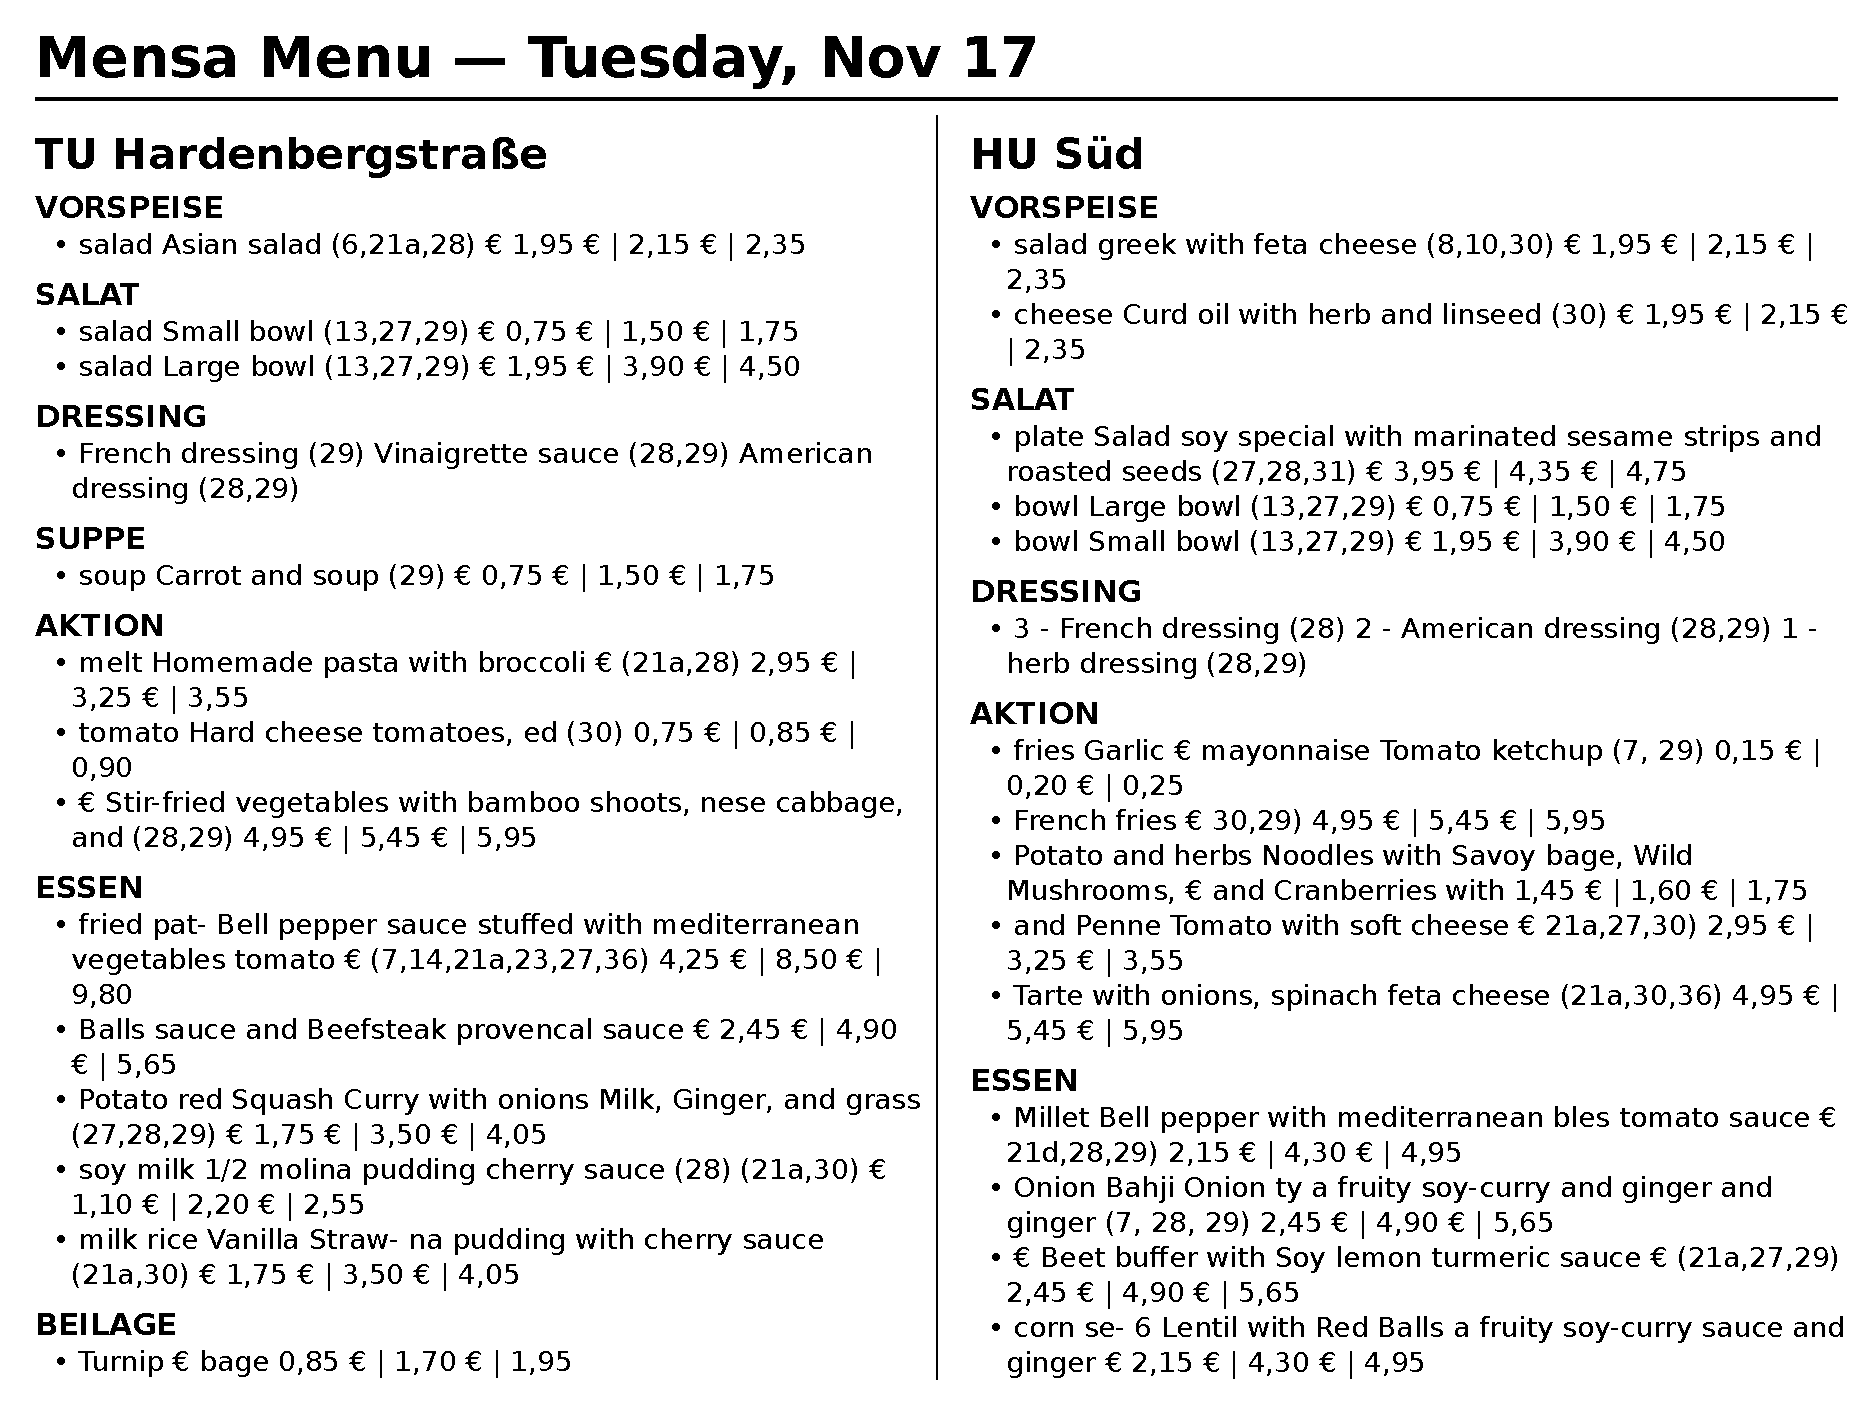 Mensa Menu — Tuesday, Nov 17
TU Hardenbergstraße
VORSPEISE
• salad Asian salad (6,21a,28) € 1,95 € | 2,15 € | 2,35
SALAT
• salad Small bowl (13,27,29) € 0,75 € | 1,50 € | 1,75
• salad Large bowl (13,27,29) € 1,95 € | 3,90 € | 4,50
DRESSING
• French dressing (29) Vinaigrette sauce (28,29) American
dressing (28,29)
SUPPE
• soup Carrot and soup (29) € 0,75 € | 1,50 € | 1,75
AKTION
• melt Homemade pasta with broccoli € (21a,28) 2,95 € |
3,25 € | 3,55
• tomato Hard cheese tomatoes, ed (30) 0,75 € | 0,85 € |
0,90
• € Stir-fried vegetables with bamboo shoots, nese cabbage,
and (28,29) 4,95 € | 5,45 € | 5,95
ESSEN
• fried pat- Bell pepper sauce stuffed with mediterranean
vegetables tomato € (7,14,21a,23,27,36) 4,25 € | 8,50 € |
9,80
• Balls sauce and Beefsteak provencal sauce € 2,45 € | 4,90
€ | 5,65
• Potato red Squash Curry with onions Milk, Ginger, and grass
(27,28,29) € 1,75 € | 3,50 € | 4,05
• soy milk 1/2 molina pudding cherry sauce (28) (21a,30) €
1,10 € | 2,20 € | 2,55
• milk rice Vanilla Straw- na pudding with cherry sauce
(21a,30) € 1,75 € | 3,50 € | 4,05
BEILAGE
• Turnip € bage 0,85 € | 1,70 € | 1,95
HU Süd
VORSPEISE
• salad greek with feta cheese (8,10,30) € 1,95 € | 2,15 € |
2,35
• cheese Curd oil with herb and linseed (30) € 1,95 € | 2,15 €
| 2,35
SALAT
• plate Salad soy special with marinated sesame strips and
roasted seeds (27,28,31) € 3,95 € | 4,35 € | 4,75
• bowl Large bowl (13,27,29) € 0,75 € | 1,50 € | 1,75
• bowl Small bowl (13,27,29) € 1,95 € | 3,90 € | 4,50
DRESSING
• 3 - French dressing (28) 2 - American dressing (28,29) 1 -
herb dressing (28,29)
AKTION
• fries Garlic € mayonnaise Tomato ketchup (7, 29) 0,15 € |
0,20 € | 0,25
• French fries € 30,29) 4,95 € | 5,45 € | 5,95
• Potato and herbs Noodles with Savoy bage, Wild
Mushrooms, € and Cranberries with 1,45 € | 1,60 € | 1,75
• and Penne Tomato with soft cheese € 21a,27,30) 2,95 € |
3,25 € | 3,55
• Tarte with onions, spinach feta cheese (21a,30,36) 4,95 € |
5,45 € | 5,95
ESSEN
• Millet Bell pepper with mediterranean bles tomato sauce €
21d,28,29) 2,15 € | 4,30 € | 4,95
• Onion Bahji Onion ty a fruity soy-curry and ginger and
ginger (7, 28, 29) 2,45 € | 4,90 € | 5,65
• € Beet buffer with Soy lemon turmeric sauce € (21a,27,29)
2,45 € | 4,90 € | 5,65
• corn se- 6 Lentil with Red Balls a fruity soy-curry sauce and
ginger € 2,15 € | 4,30 € | 4,95